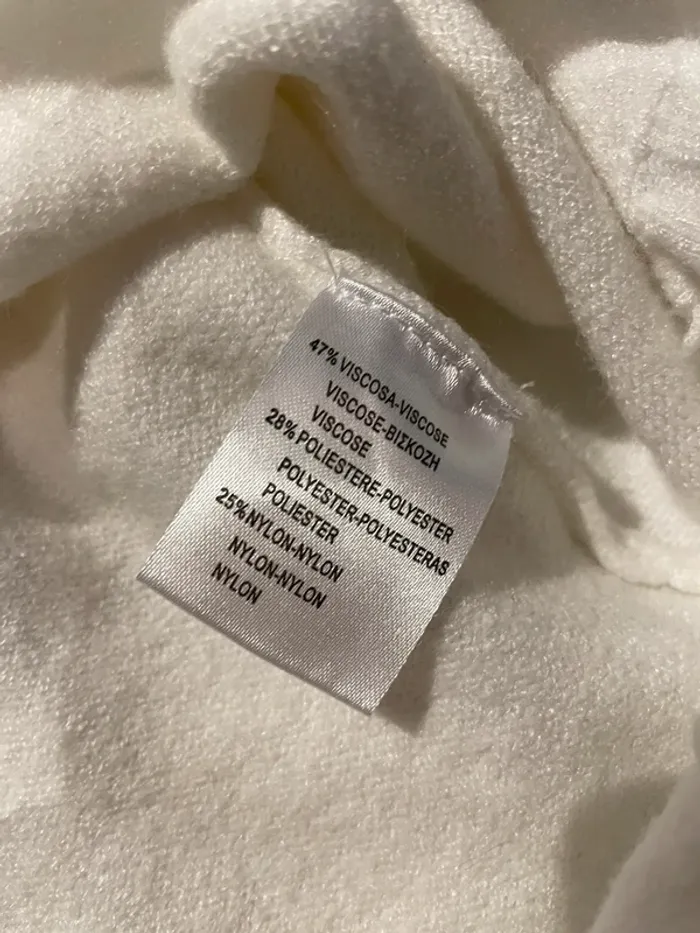 47% VISCOSA-VISCOSE
VISCOSE-ΒΙΣΚΟΖΗ
VISCOSE
28% POLIESTERE-POLYESTER
POLYESTER-POLYESTERAS
POLIESTER
25% NYLON-NYLON
NYLON-NYLON
NYLON